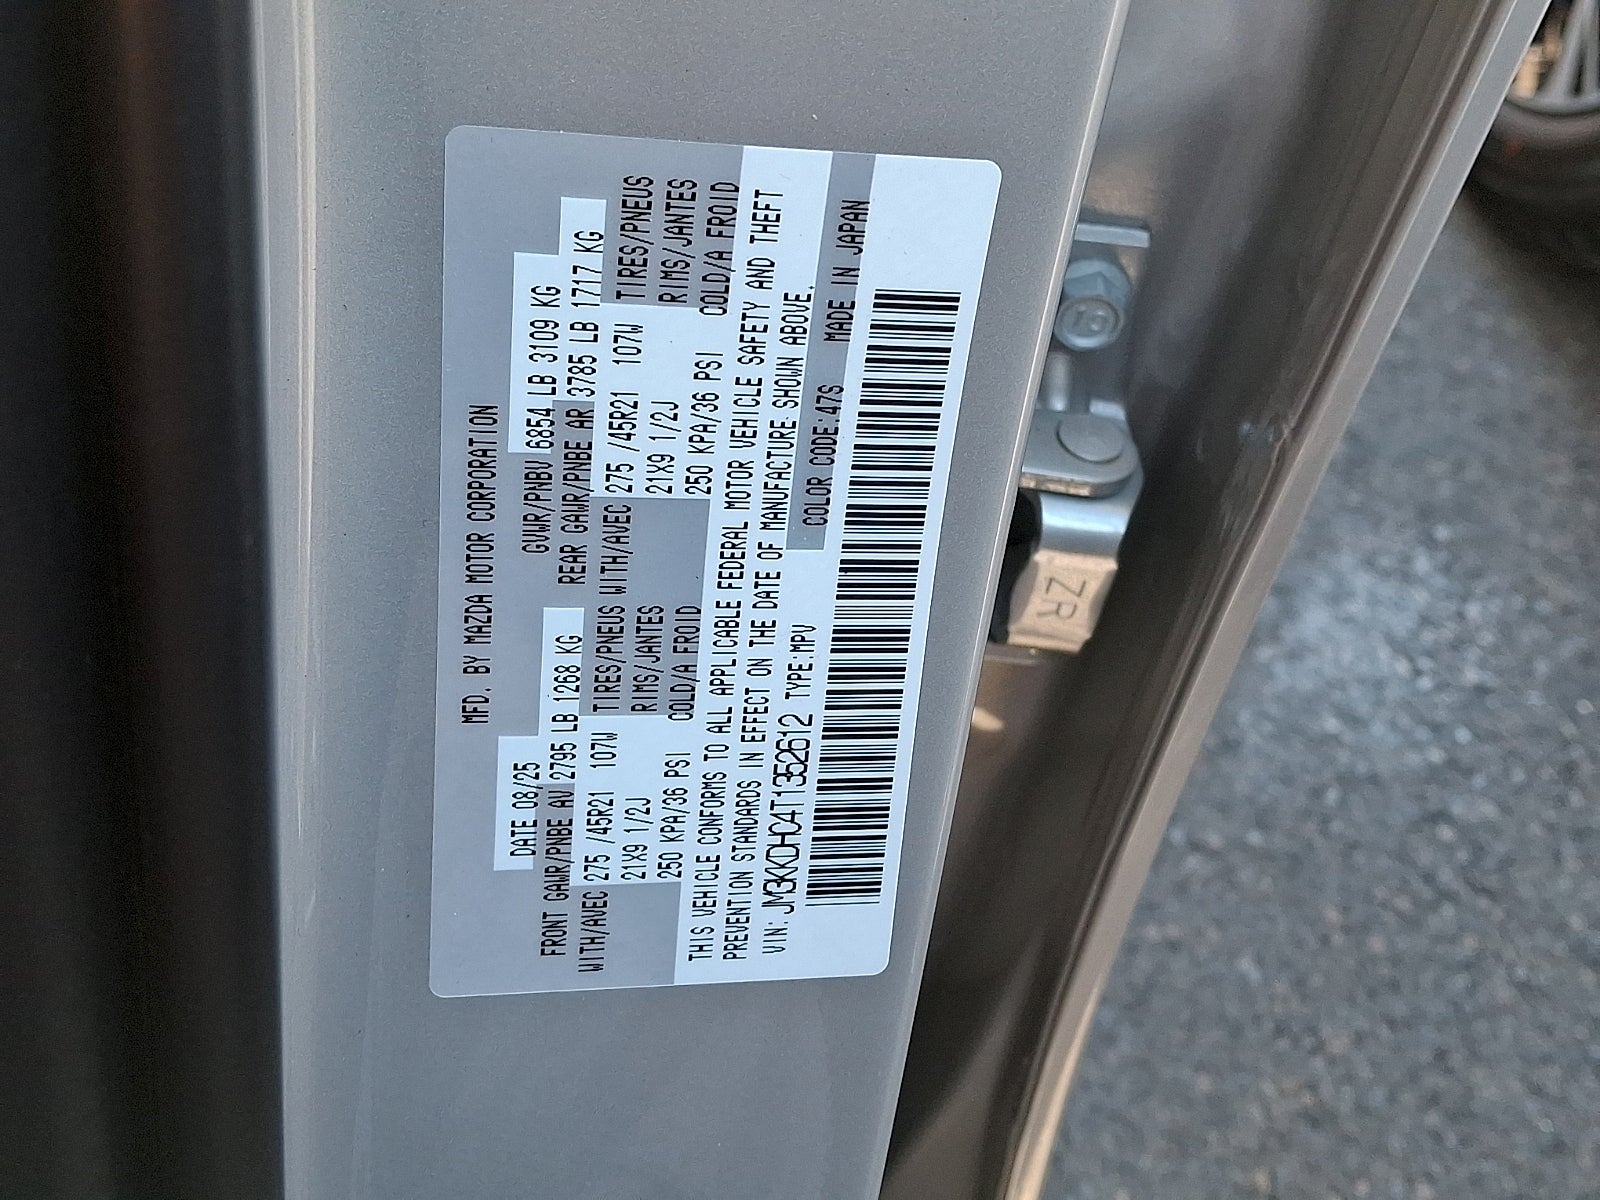 MFD. BY MAZDA MOTOR CORPORATION
DATE 08/25 GVWR/PNBV 6854 LB 3109 KG
FRONT GAWR/PNBE AV 2795 LB 1268 KG REAR GAWR/PNBE AR 3785 LB 1717 KG
WITH/AVEC 275 /45R21 107W TIRES/PNEUS WITH/AVEC 275 /45R21 107W TIRES/PNEUS
21X9 1/2J RIMS/JANTES 21X9 1/2J RIMS/JANTES
250 KPA/36 PSI COLD/A FROID 250 KPA/36 PSI COLD/A FROID
THIS VEHICLE CONFORMS TO ALL APPLICABLE FEDERAL MOTOR VEHICLE SAFETY AND THEFT
PREVENTION STANDARDS IN EFFECT ON THE DATE OF MANUFACTURE SHOWN ABOVE.
VIN: JM3KKDHC4T1352612 TYPE:MPV COLOR CODE:47S MADE IN JAPAN
ZR
10